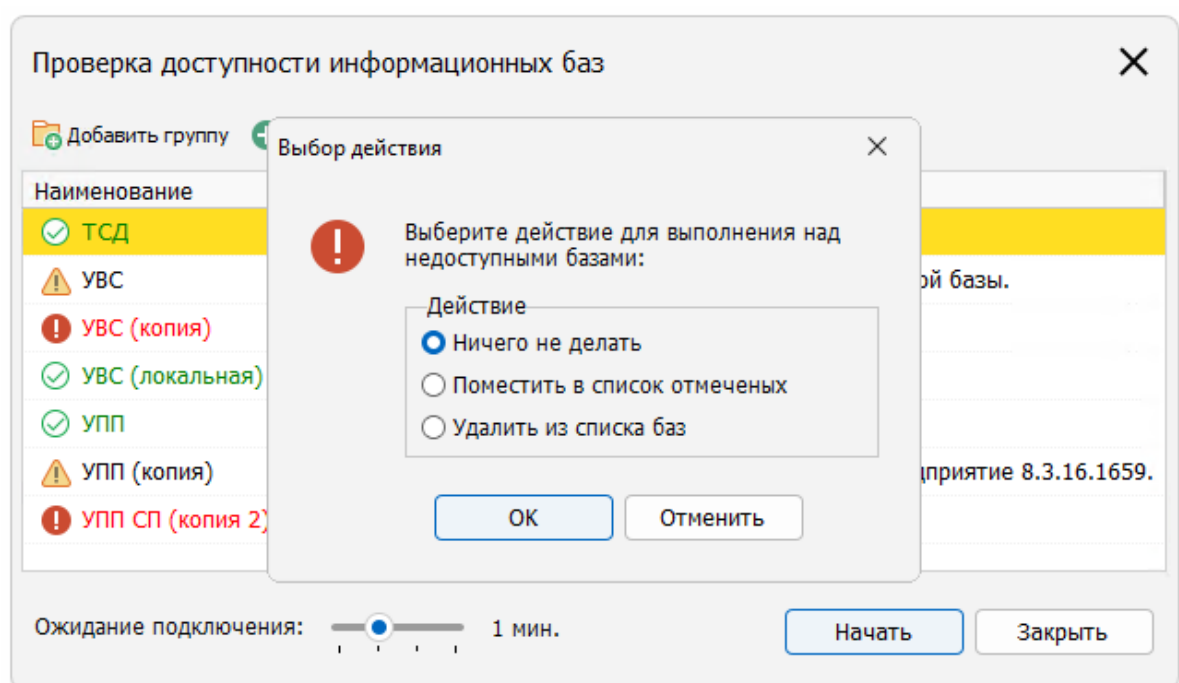 Проверка доступности информационных баз
Добавить группу
Выбор действия
Наименование
ТСД
Выберите действие для выполнения над
недоступными базами:
УВС
базы.
Действие
УВС (копия)
Ничего не делать
УВС (локальная)
Поместить в список отмеченых
УПП
Удалить из списка баз
УПП (копия)
8.3.16.1659.
УПП СП (копия 2)
ОК
Отменить
Ожидание подключения:
1 мин.
Начать
Закрыть